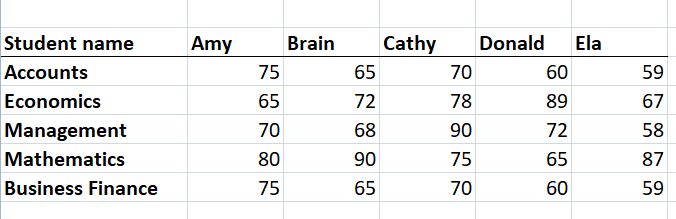 Student name Amy Brain Cathy Donald Ela
Accounts 75 65 70 60 59
Economics 65 72 78 89 67
Management 70 68 90 72 58
Mathematics 80 90 75 65 87
Business Finance 75 65 70 60 59